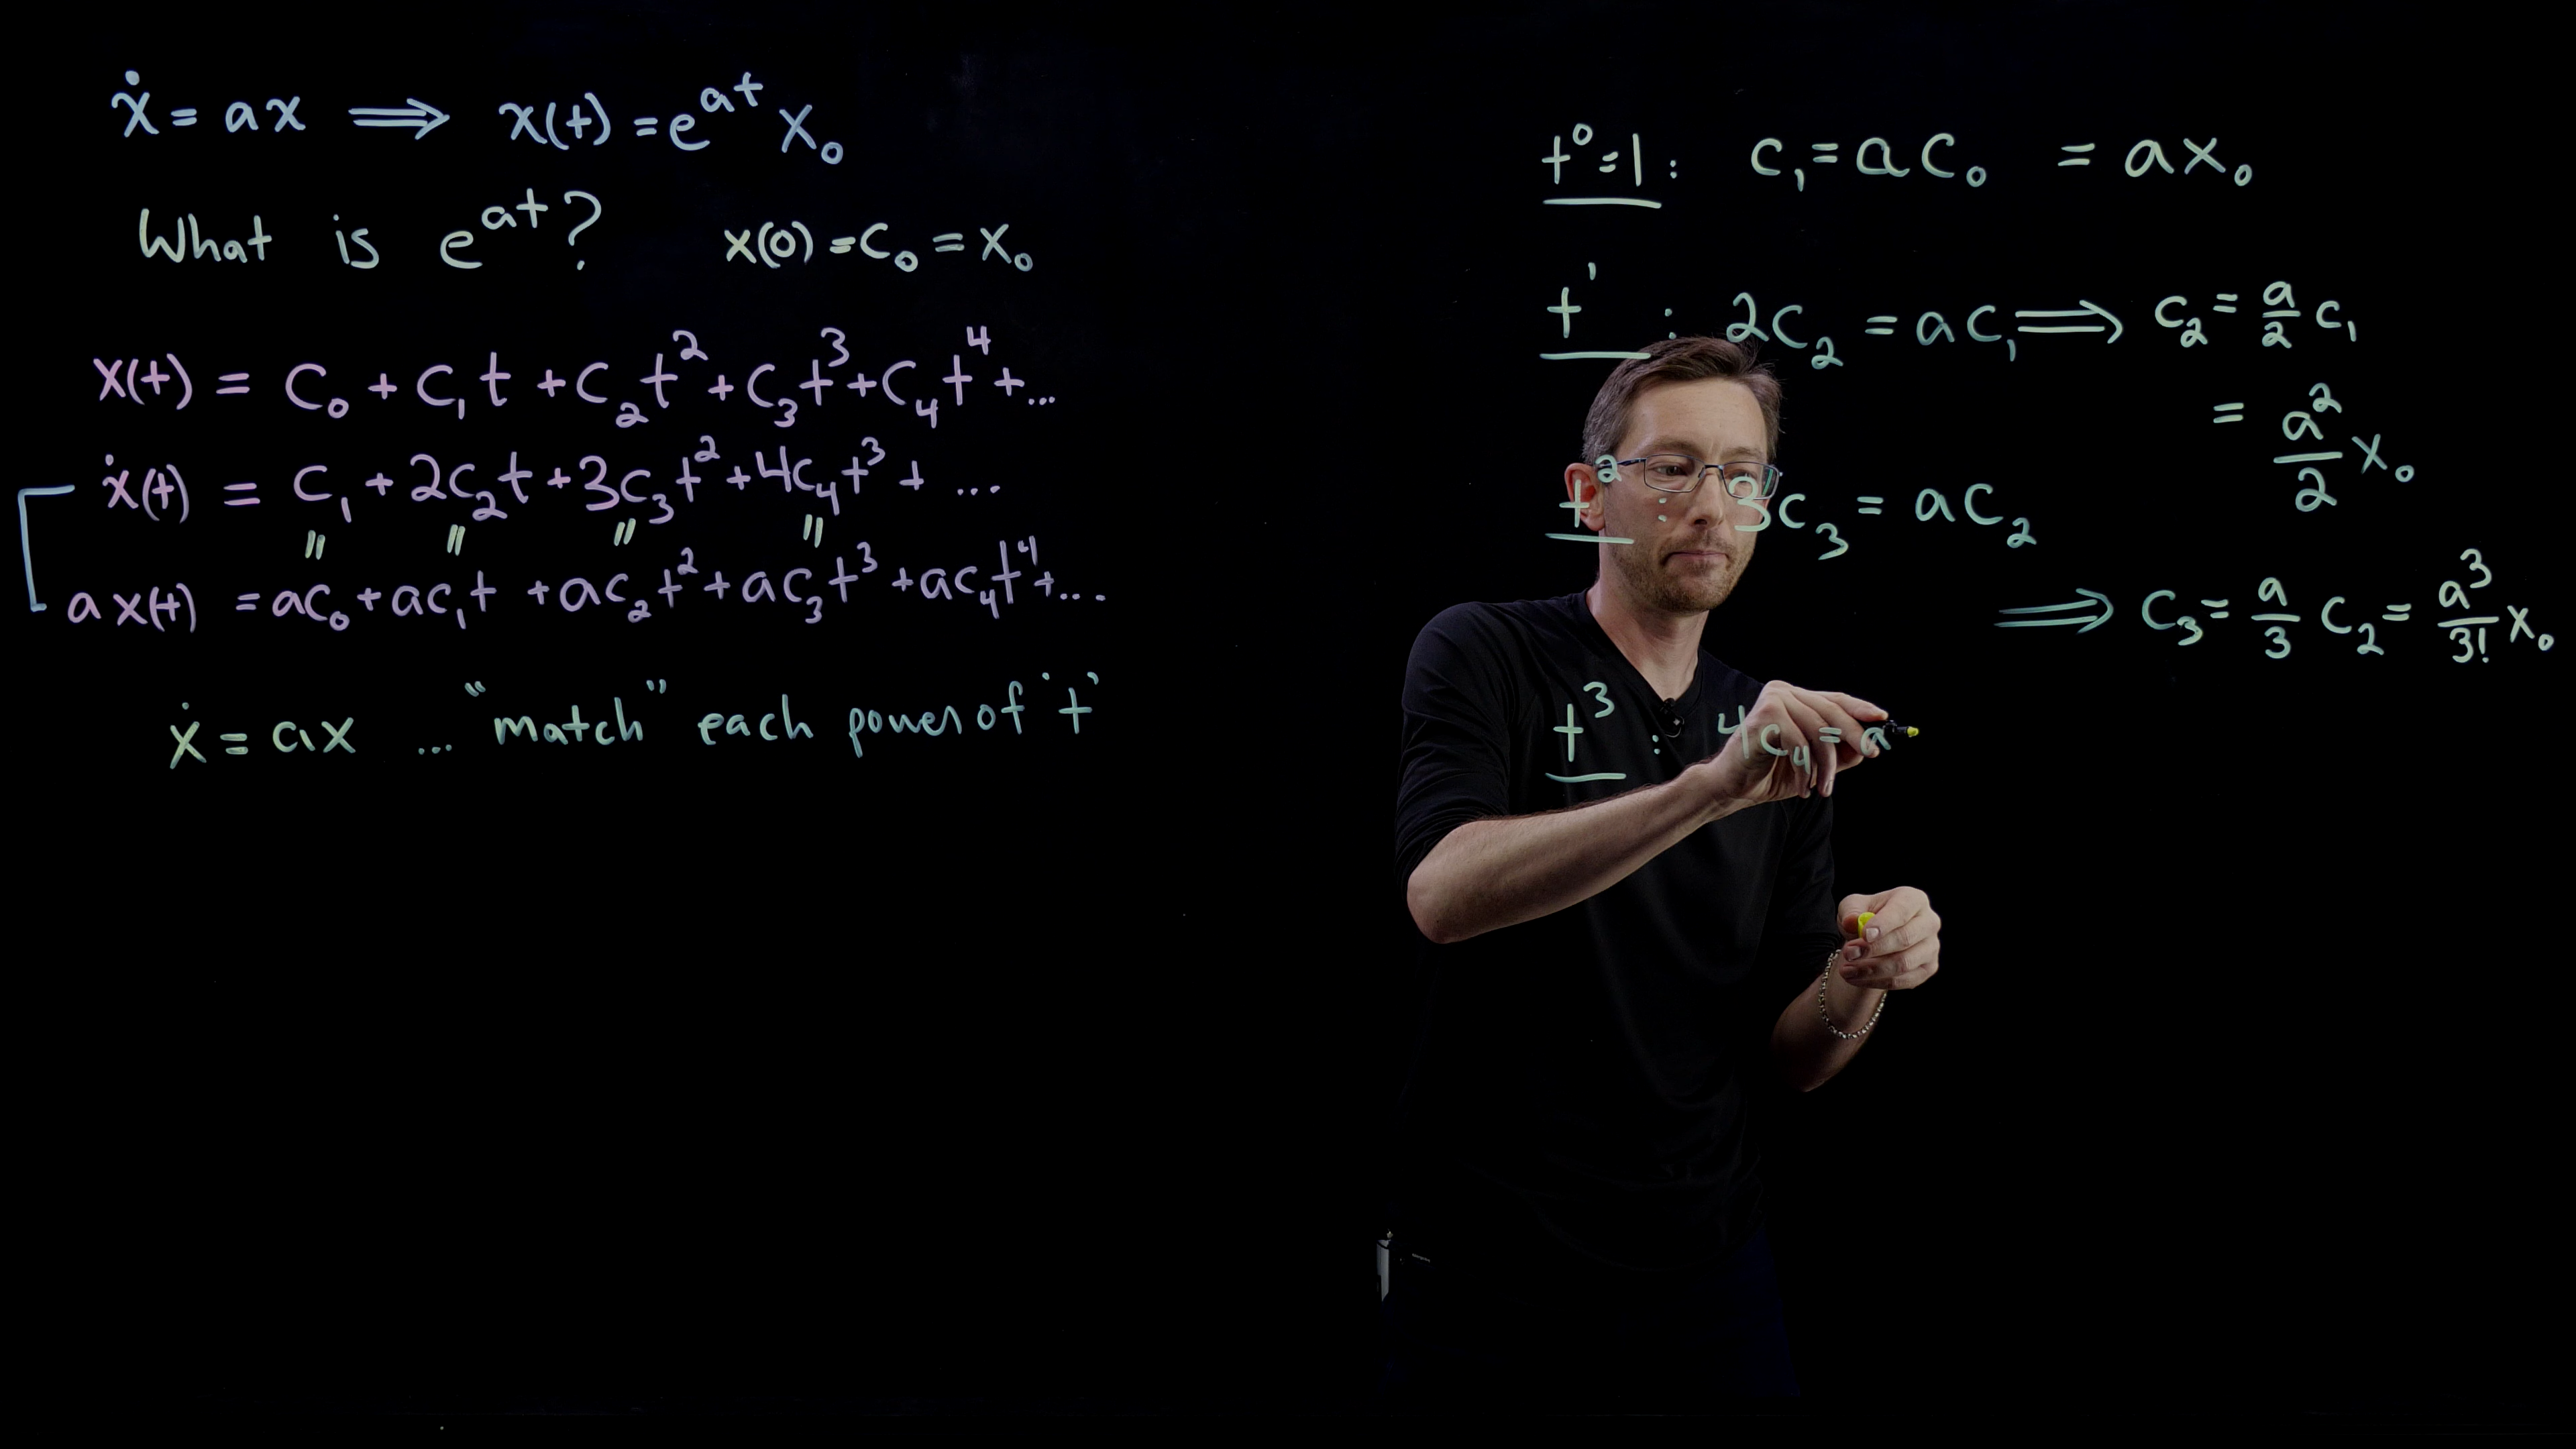 ẋ = ax ⟹ x(t) = e^{at} x₀
What is e^{at}? x(0) = c₀ = x₀
x(t) = c₀ + c₁t + c₂t² + c₃t³ + c₄t⁴ + ...
ẋ(t) = c₁ + 2c₂t + 3c₃t² + 4c₄t³ + ...
|| || || ||
ax(t) = ac₀ + ac₁t + ac₂t² + ac₃t³ + ac₄t⁴ + ...
ẋ = ax ... "match" each power of 't'
t⁰=1 : c₁ = ac₀ = ax₀
t¹ : 2c₂ = ac₁ ⟹ c₂ = a/2 c₁
= a²/2 x₀
t² : 3c₃ = ac₂
⟹ c₃ = a/3 c₂ = a³/3! x₀
t³ : 4c₄ = a